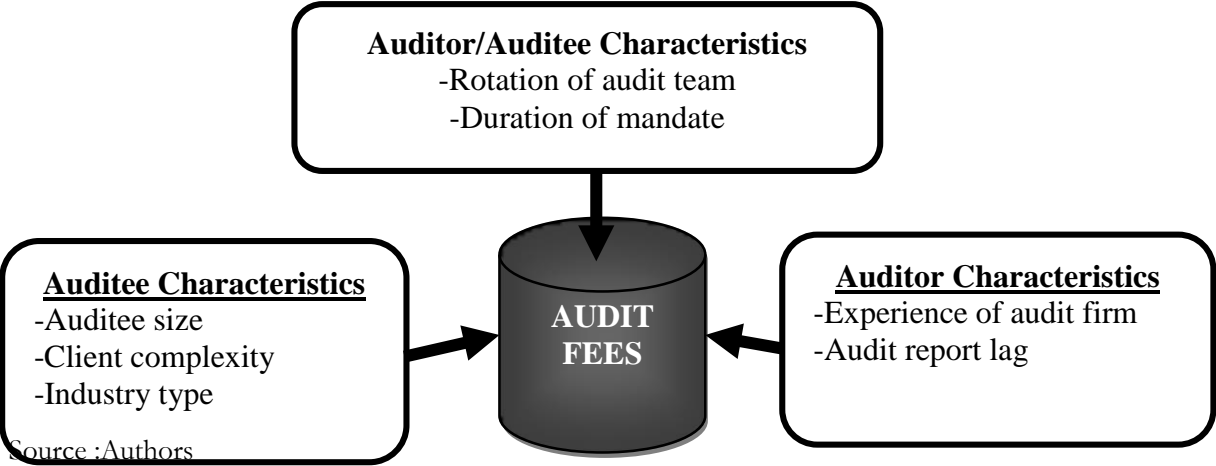 Auditor/Auditee Characteristics
-Rotation of audit team
-Duration of mandate
Auditee Characteristics
-Auditee size
-Client complexity
-Industry type
AUDIT
FEES
Auditor Characteristics
-Experience of audit firm
-Audit report lag
Source :Authors